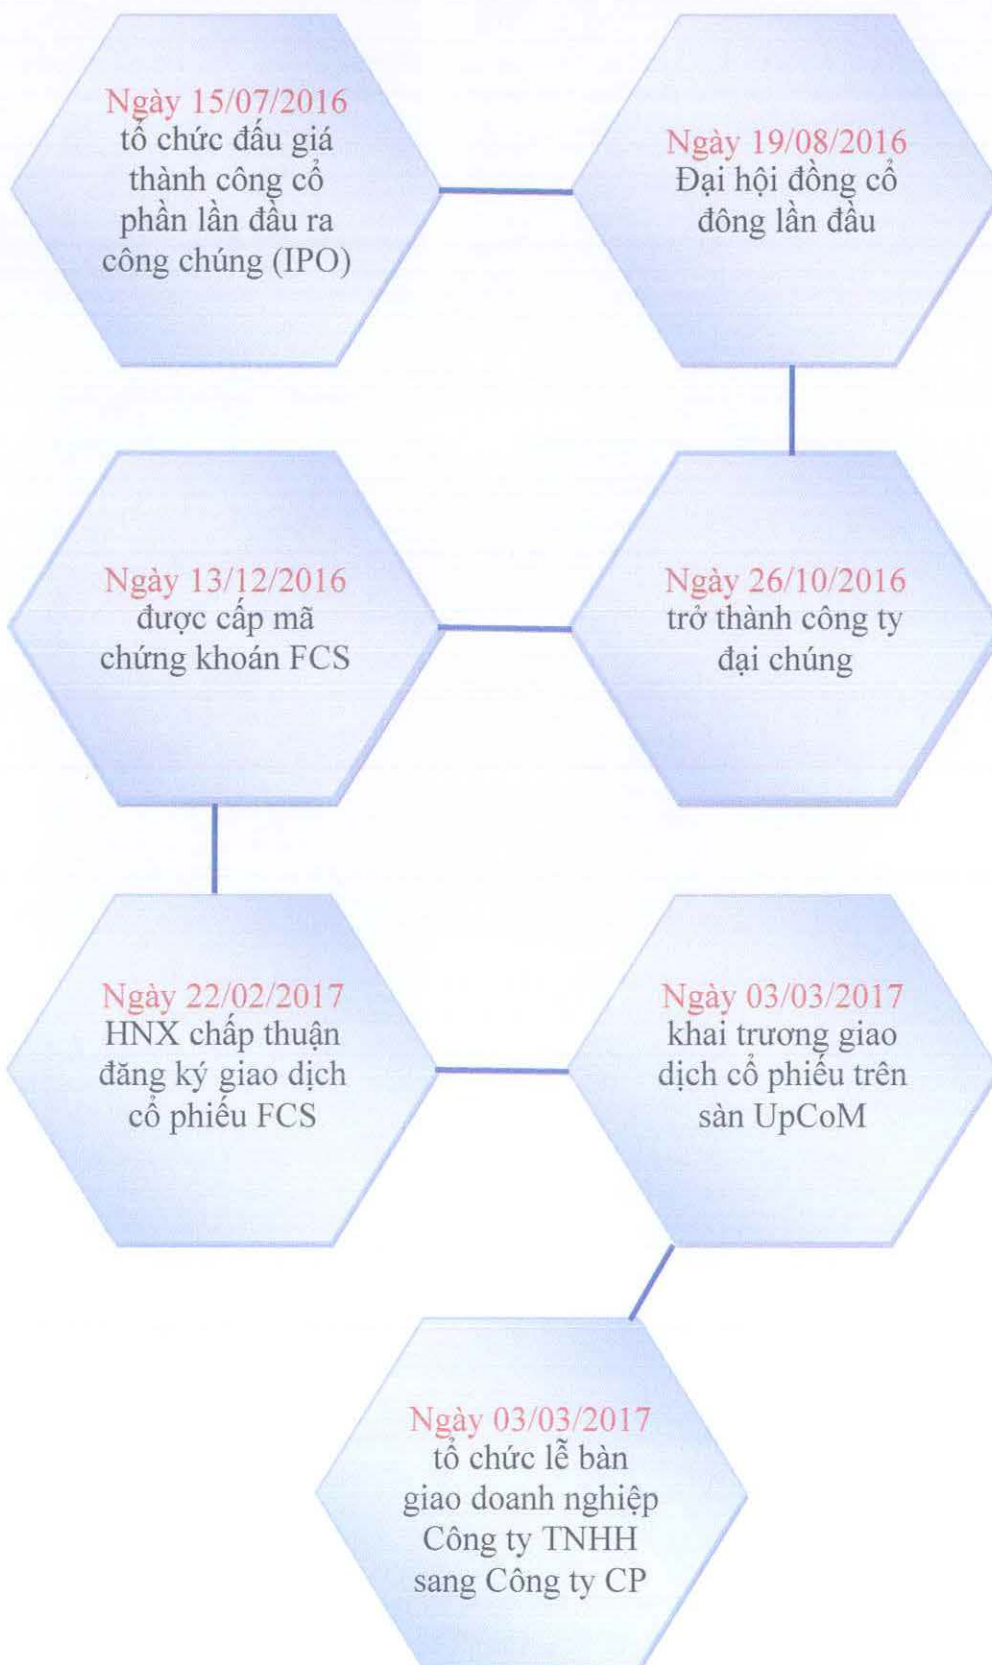 Ngày 15/07/2016
tổ chức đấu giá
thành công cổ
phần lần đầu ra
công chúng (IPO)
Ngày 19/08/2016
Đại hội đồng cổ
đông lần đầu
Ngày 26/10/2016
trở thành công ty
đại chúng
Ngày 13/12/2016
được cấp mã
chứng khoán FCS
Ngày 22/02/2017
HNX chấp thuận
đăng ký giao dịch
cổ phiếu FCS
Ngày 03/03/2017
khai trương giao
dịch cổ phiếu trên
sàn UpCoM
Ngày 03/03/2017
tổ chức lễ bàn
giao doanh nghiệp
Công ty TNHH
sang Công ty CP